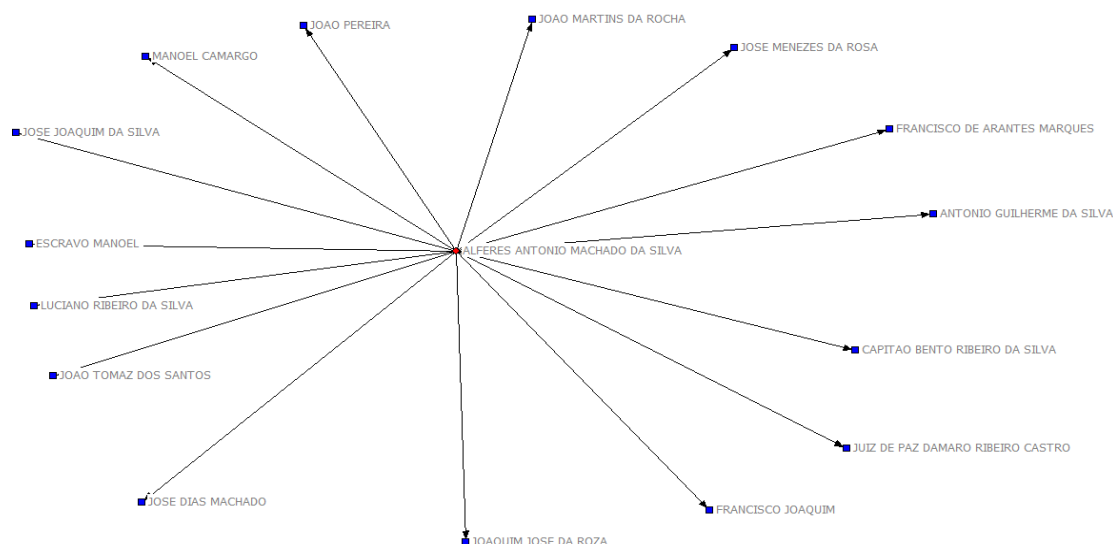 JOAO MARTINS DA ROCHA
JOAO PEREIRA
JOSE MENEZES DA ROSA
MANOEL CAMARGO
FRANCISCO DE ARANTES MARQUES
JOSE JOAQUIM DA SILVA
ANTONIO GUILHERME DA SILVA
ESCRAVO MANOEL
ALFERES ANTONIO MACHADO DA SILVA
LUCIANO RIBEIRO DA SILVA
CAPITAO BENTO RIBEIRO DA SILVA
JOAO TOMAZ DOS SANTOS
JUIZ DE PAZ DAMARO RIBEIRO CASTRO
JOSE DIAS MACHADO
FRANCISCO JOAQUIM
JOAQUIM JOSE DA ROZA